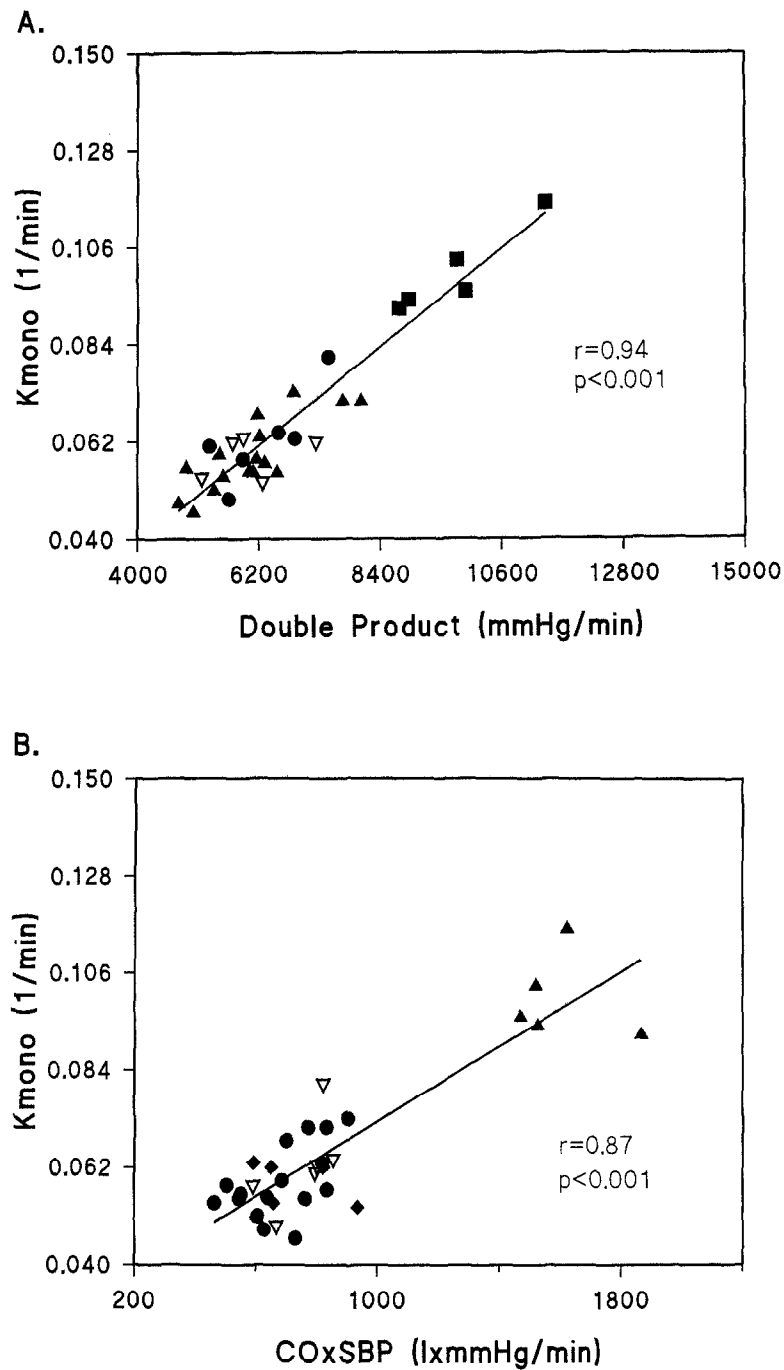 A.
0.150
0.128
0.106
0.084
0.062
0.040
Kmono (1/min)
r=0.94
p<0.001
4000 6200 8400 10600 12800 15000
Double Product (mmHg/min)
B.
0.150
0.128
0.106
0.084
0.062
0.040
Kmono (1/min)
r=0.87
p<0.001
200 1000 1800
COxSBP (lxmmHg/min)